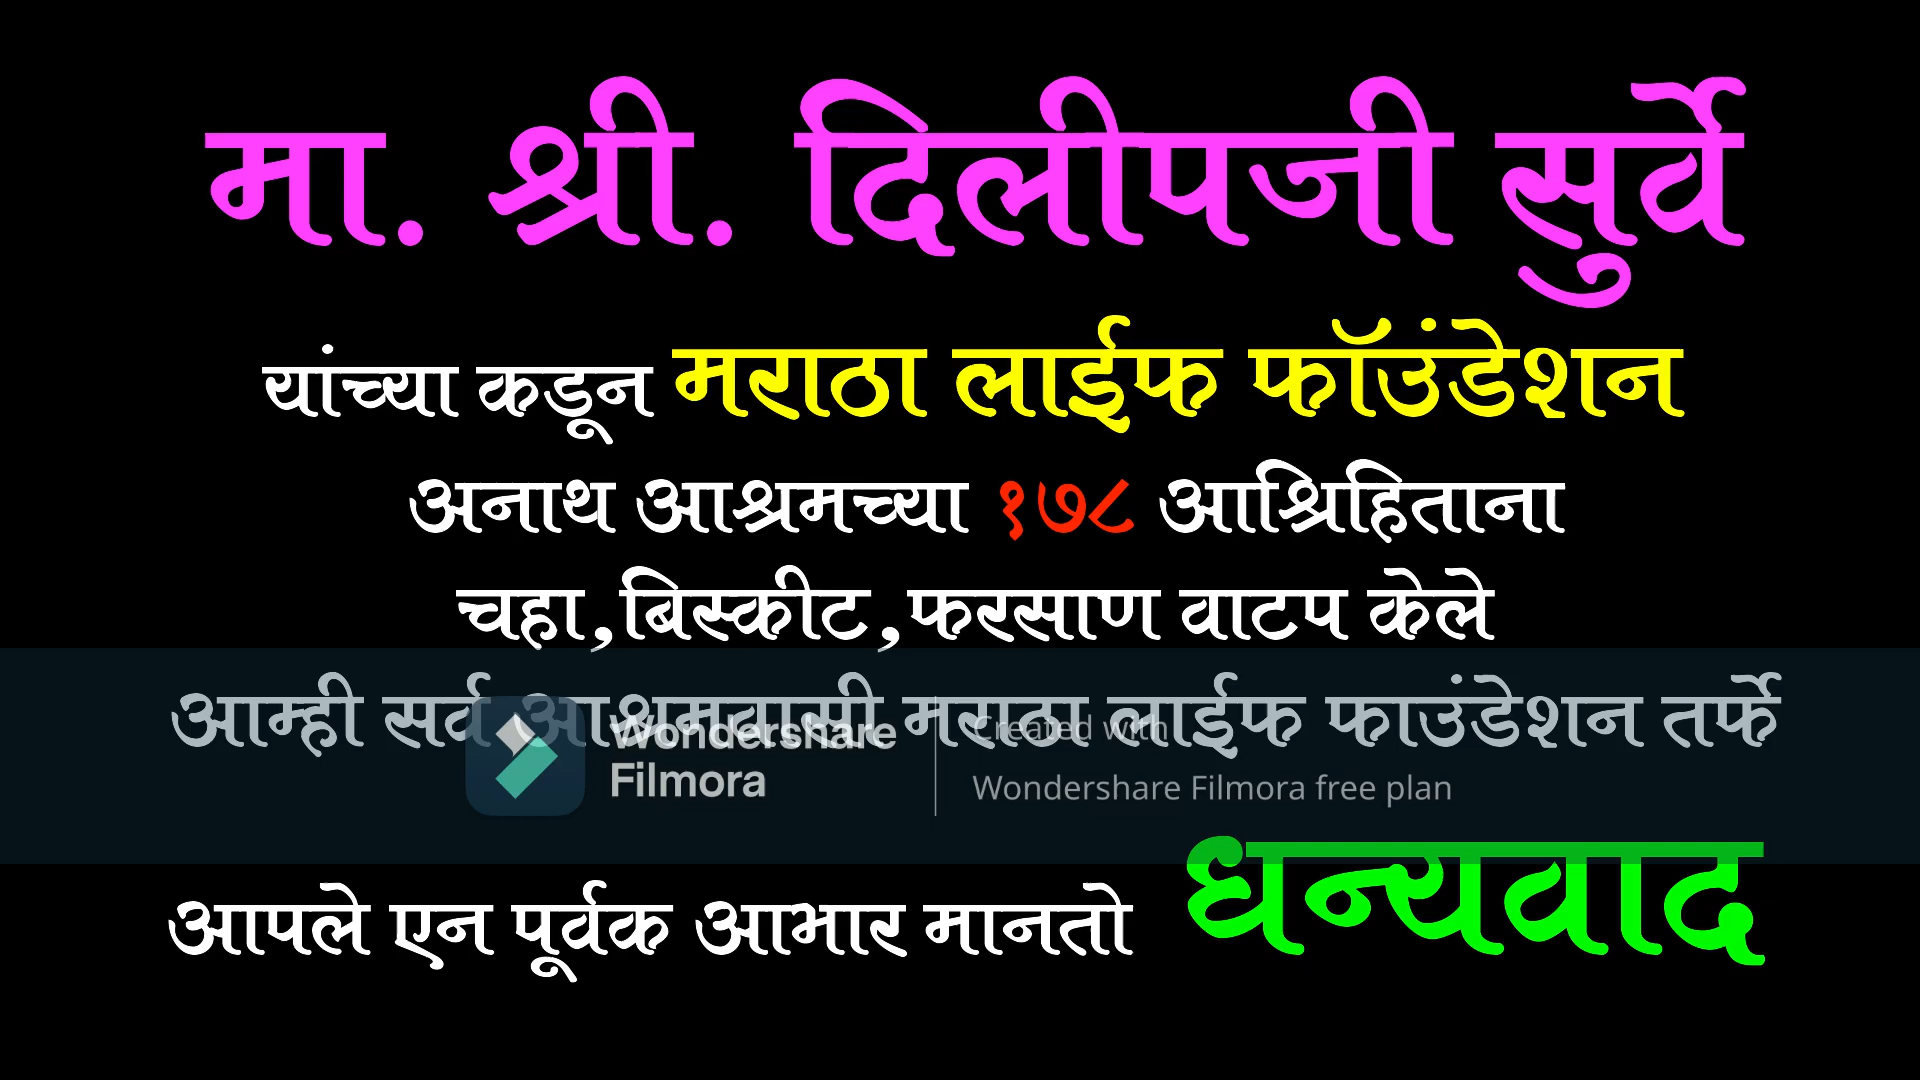 मा. श्री. दिलीपजी सुर्वे
यांच्या कडून मराठा लाईफ फॉउंडेशन
अनाथ आश्रमच्या १७८ आश्रिहिताना
चहा,बिस्कीट,फरसाण वाटप केले
आम्ही सर्व आश्रमवासी मराठा लाईफ फाउंडेशन तर्फे
Wondershare
Filmora
Created with
Wondershare Filmora free plan
आपले एन पूर्वक आभार मानतो धन्यवाद